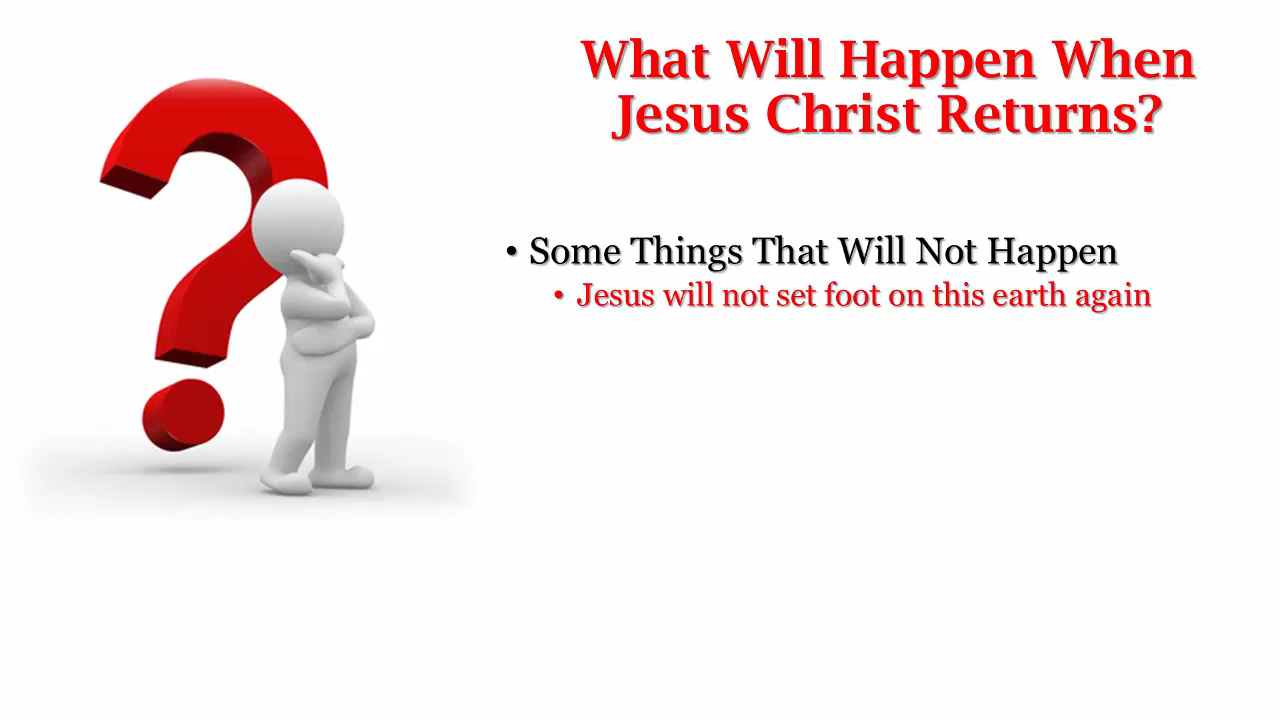 What Will Happen When
Jesus Christ Returns?
• Some Things That Will Not Happen
• Jesus will not set foot on this earth again